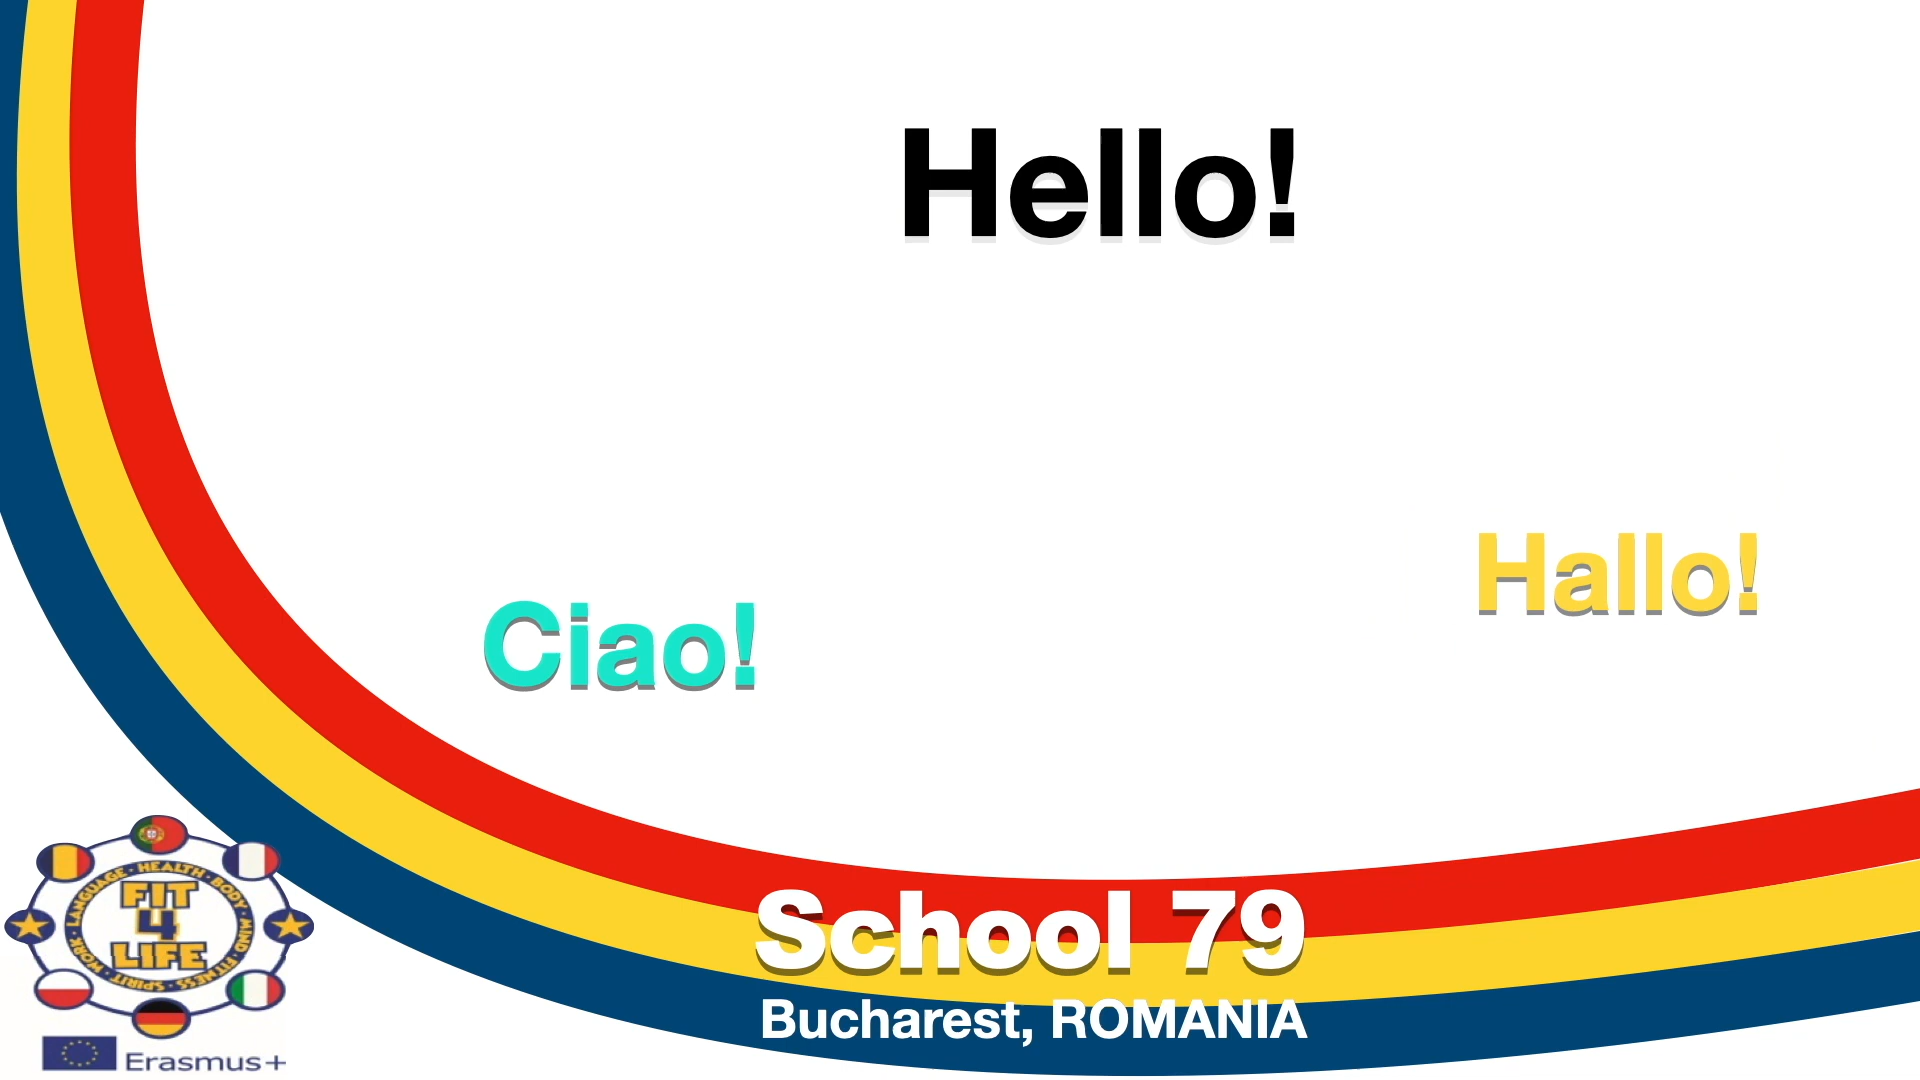 Hello!
Hallo!
Ciao!
School 79
Bucharest, ROMANIA
FIT
4
LIFE
LANGUAGE · HEALTH · BODY · MIND · FITNESS · SPIRIT · WORK ·
Erasmus+